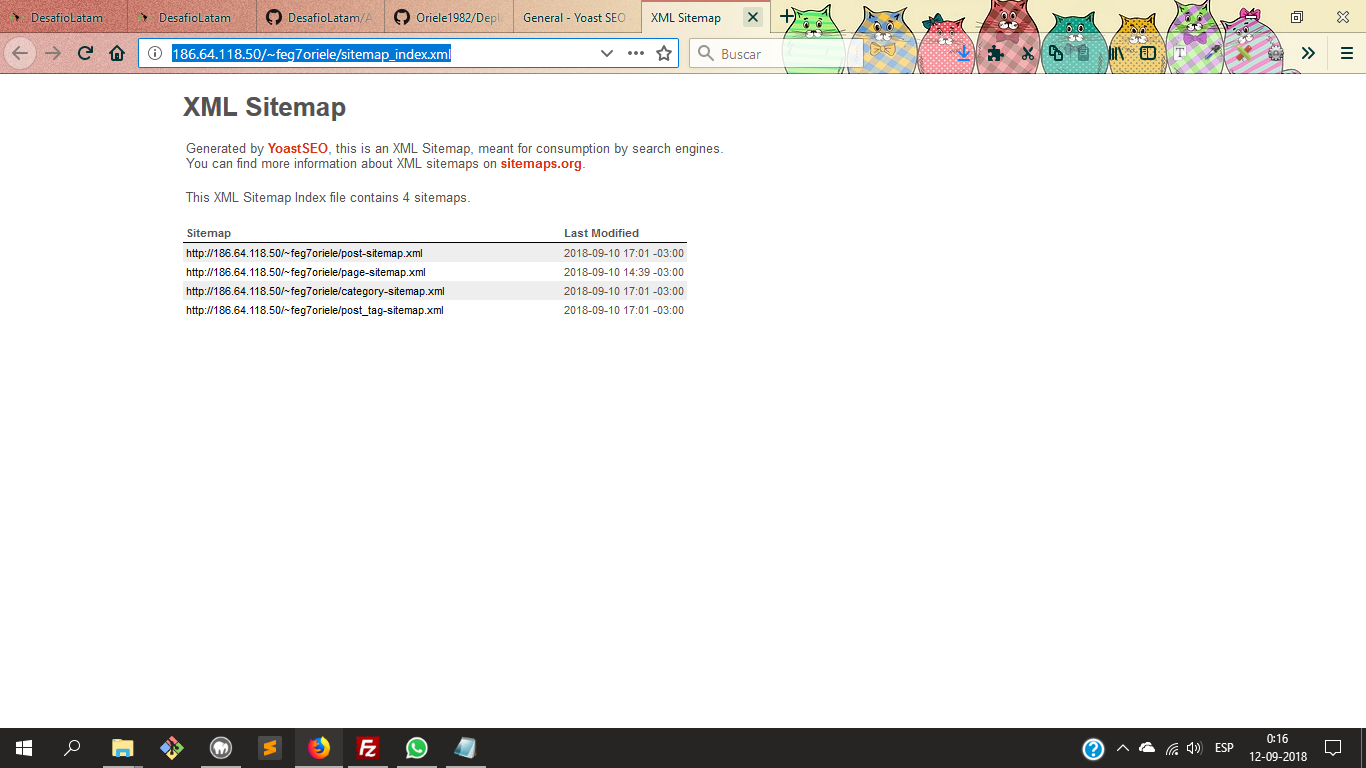 DesafioLatam
DesafioLatam
DesafioLatam/A
Oriele1982/Depl
General - Yoast SEO
XML Sitemap
186.64.118.50/~feg7oriele/sitemap_index.xml
Buscar
XML Sitemap
Generated by YoastSEO, this is an XML Sitemap, meant for consumption by search engines.
You can find more information about XML sitemaps on sitemaps.org.
This XML Sitemap Index file contains 4 sitemaps.
Sitemap Last Modified
http://186.64.118.50/~feg7oriele/post-sitemap.xml 2018-09-10 17:01 -03:00
http://186.64.118.50/~feg7oriele/page-sitemap.xml 2018-09-10 14:39 -03:00
http://186.64.118.50/~feg7oriele/category-sitemap.xml 2018-09-10 17:01 -03:00
http://186.64.118.50/~feg7oriele/post_tag-sitemap.xml 2018-09-10 17:01 -03:00
ESP
0:16
12-09-2018